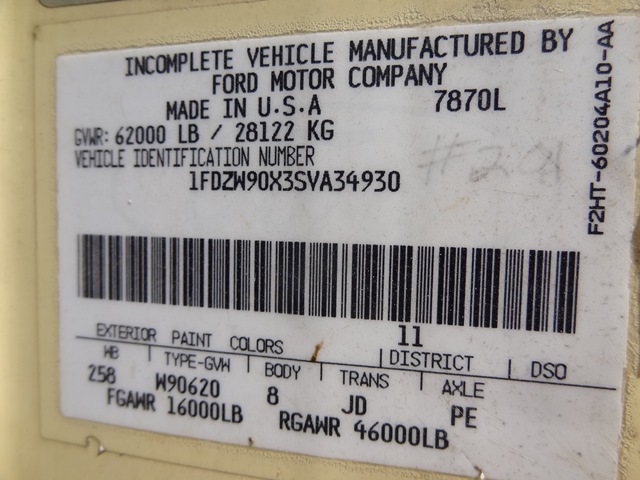 INCOMPLETE VEHICLE MANUFACTURED BY
FORD MOTOR COMPANY
MADE IN U.S.A 7870L
GVWR: 62000 LB / 28122 KG
VEHICLE IDENTIFICATION NUMBER
1FDZW90X3SVA34930
#201
F2HT-60204A10-AA
EXTERIOR PAINT COLORS 11
WB TYPE-GVW BODY TRANS DISTRICT AXLE DSO
258 W90620 8 JD PE
FGAWR 16000LB RGAWR 46000LB